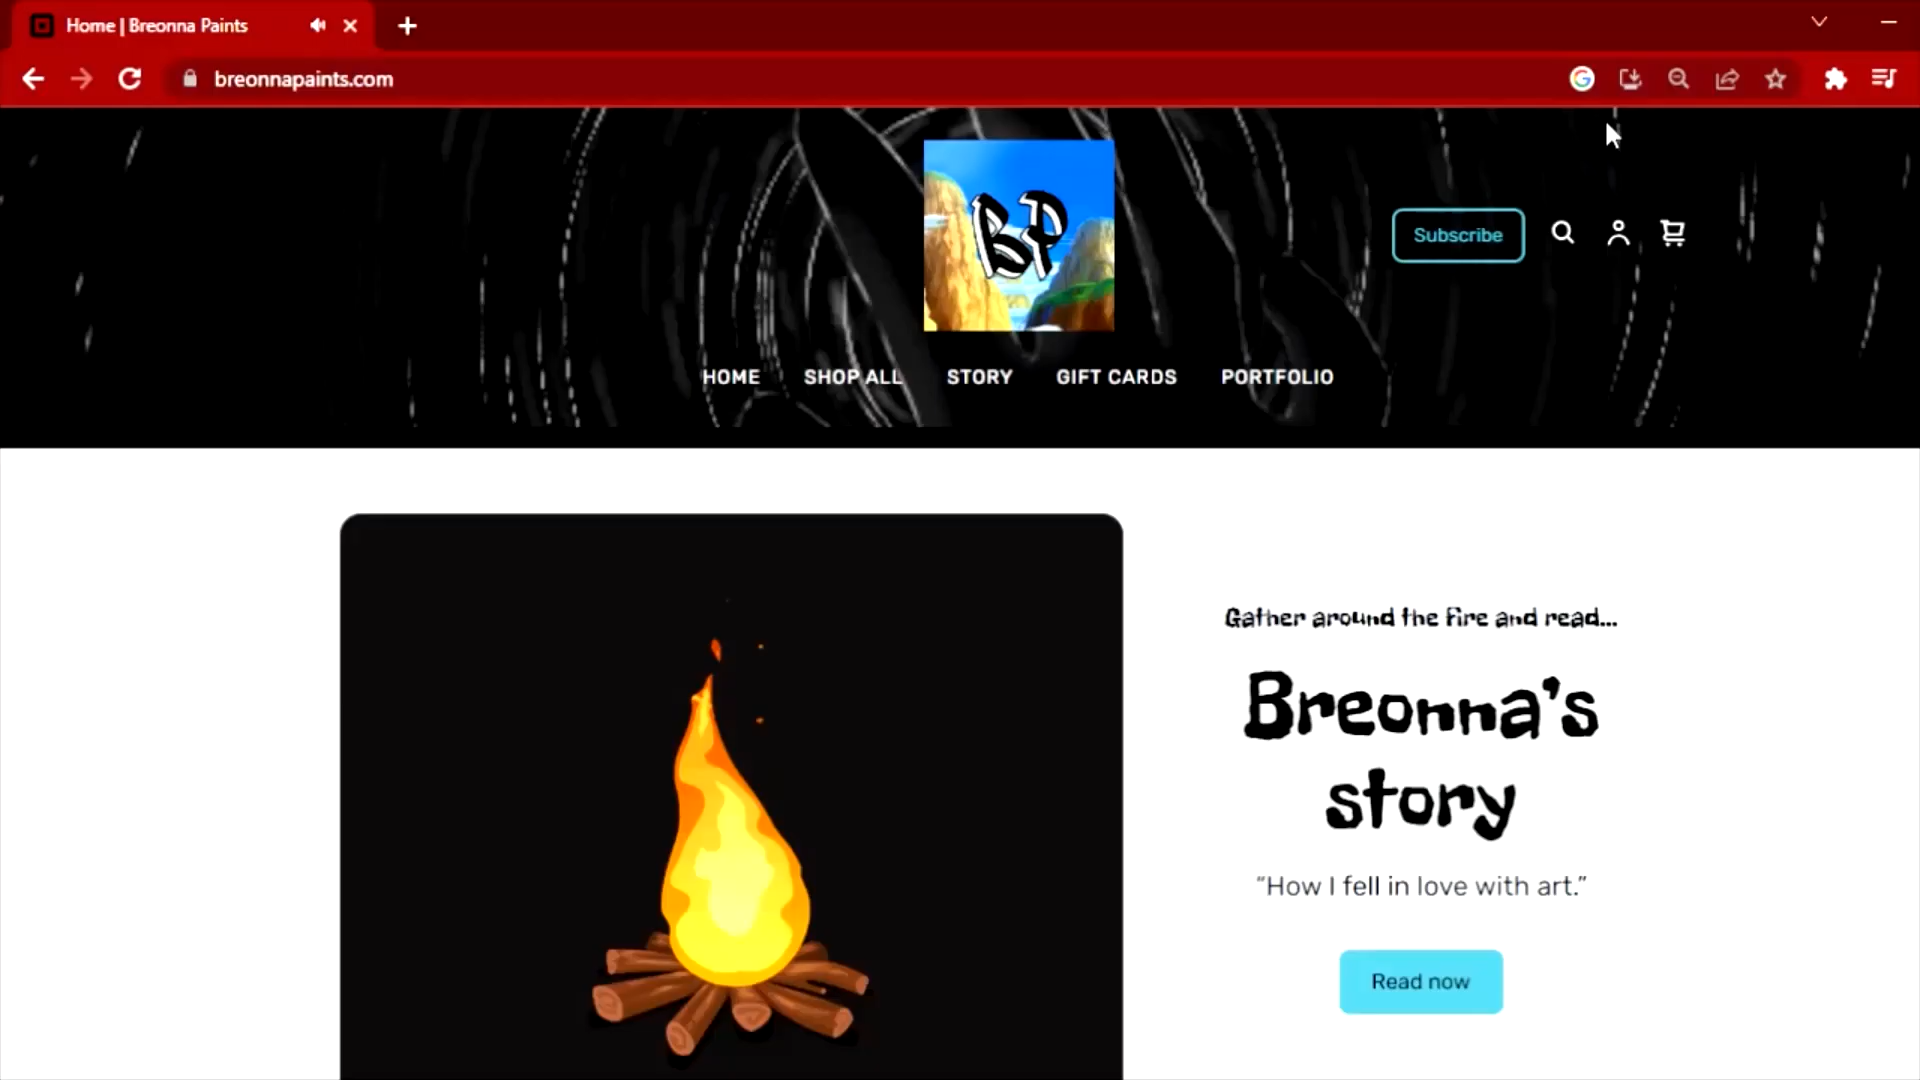 Home | Breonna Paints
breonnapaints.com
BP
Subscribe
HOME SHOP ALL STORY GIFT CARDS PORTFOLIO
Gather around the fire and read...
Breonna's
story
“How I fell in love with art.”
Read now